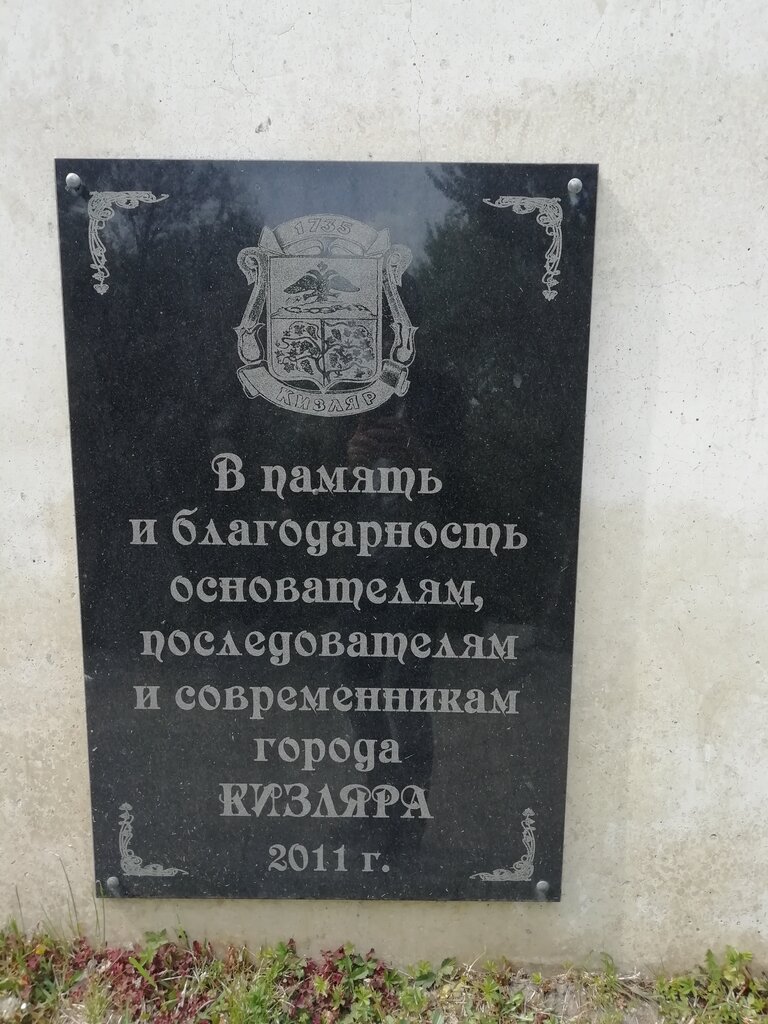 1735
КИЗЛЯР
В память
и благодарность
основателям,
последователям
и современникам
города
КИЗЛЯРА
2011 г.